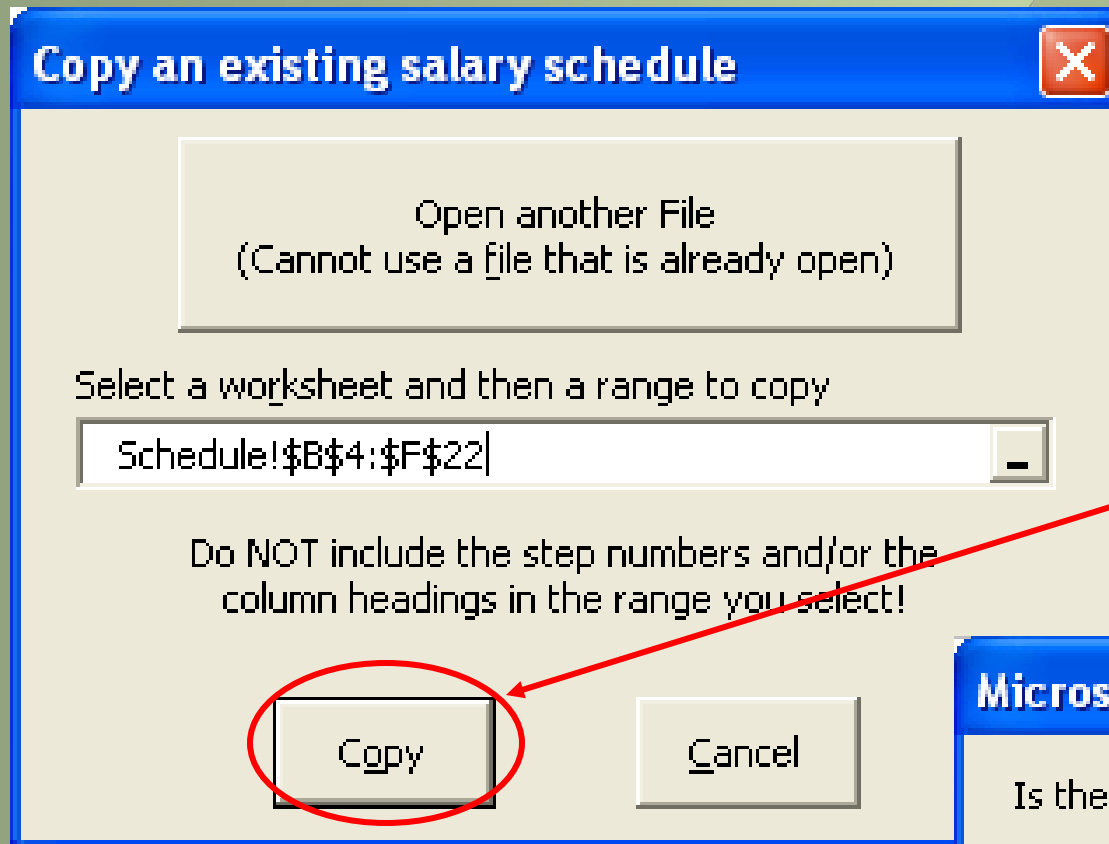 Copy an existing salary schedule
Open another File
(Cannot use a file that is already open)
Select a worksheet and then a range to copy
Schedule!$B$4:$F$22
Do NOT include the step numbers and/or the
column headings in the range you select!
Copy
Cancel
Micros
Is the